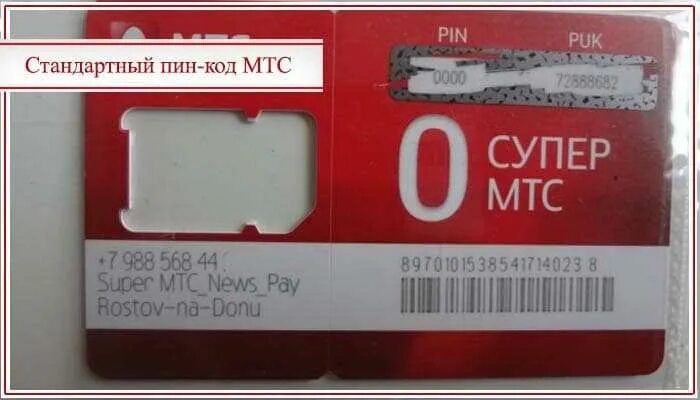 Стандартный пин-код МТС
МТС
PIN PUK
0000 72888682
0 СУПЕР
МТС
+7 988 568 44
Super MTC_News_Pay
Rostov-na-Donu
8970101538541714023 8